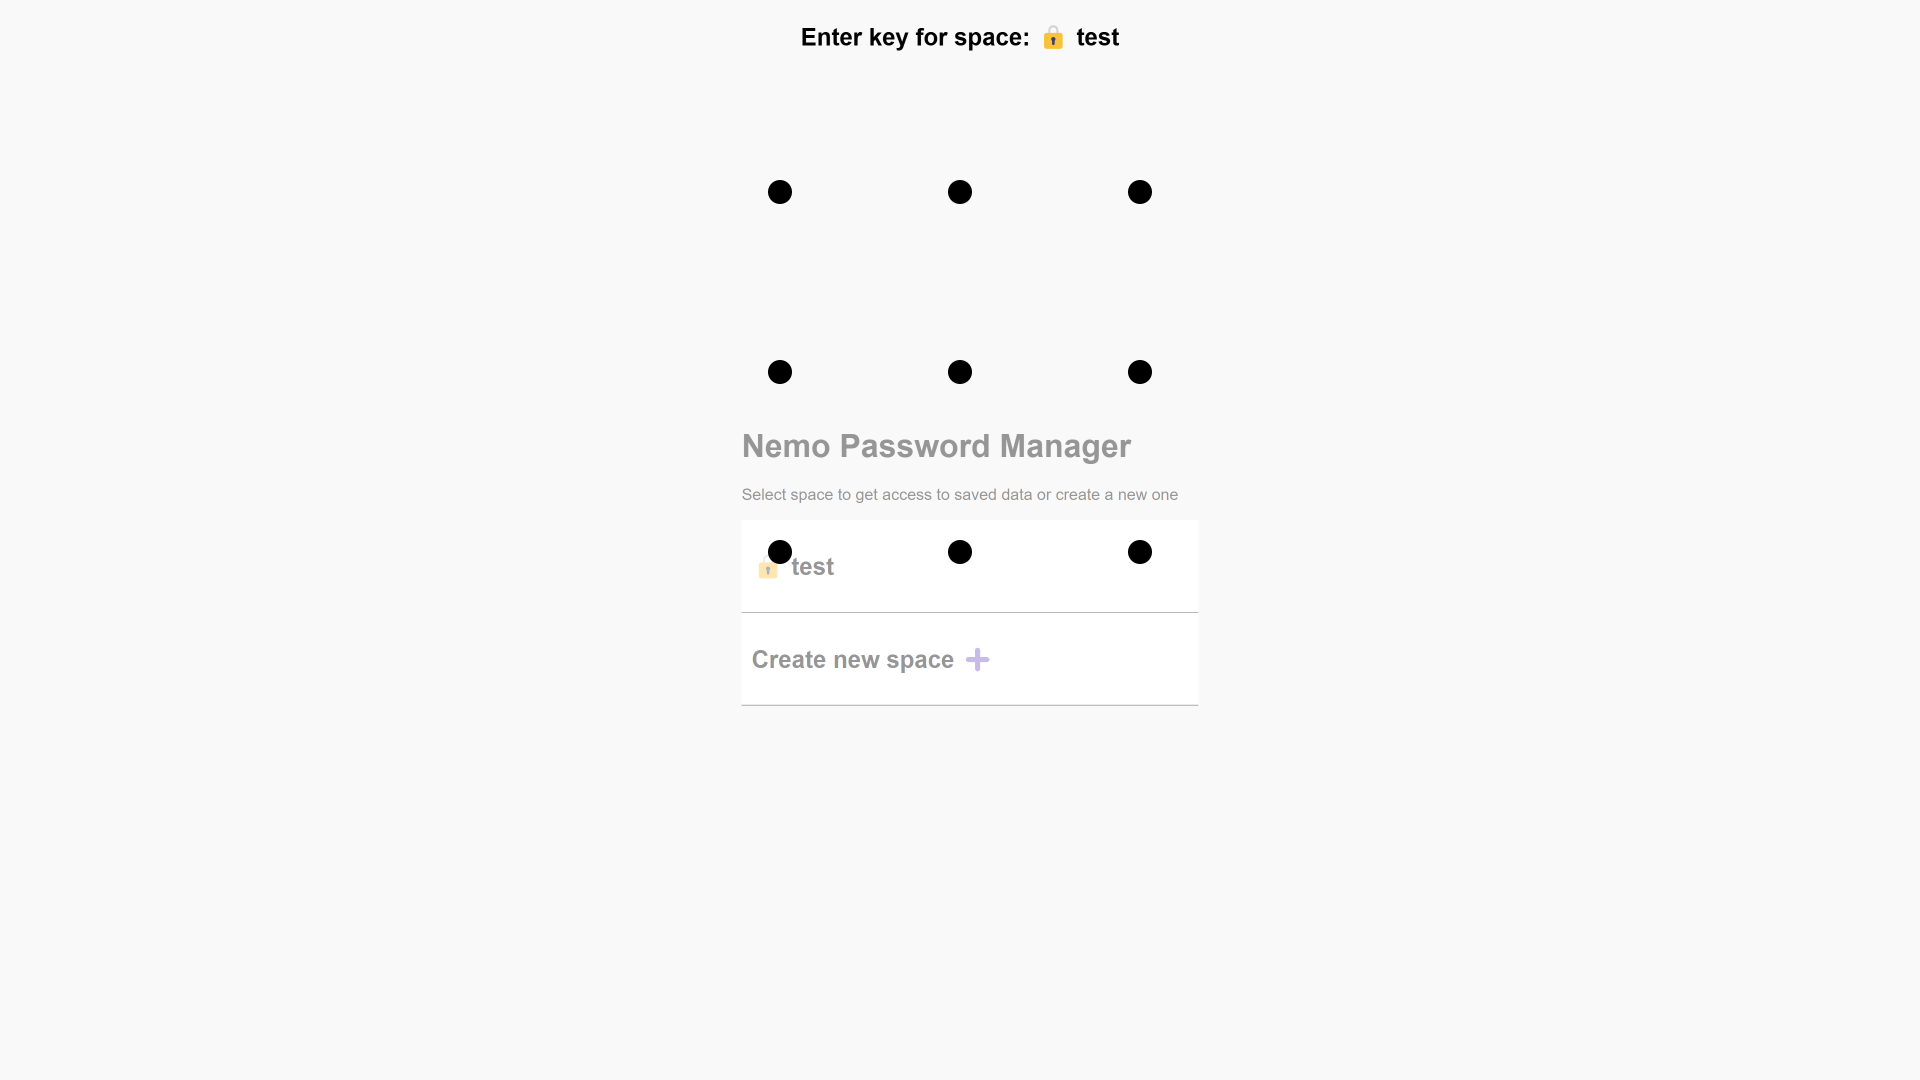 Enter key for space: 🔒 test
Nemo Password Manager
Select space to get access to saved data or create a new one
🔒 test
Create new space ➕